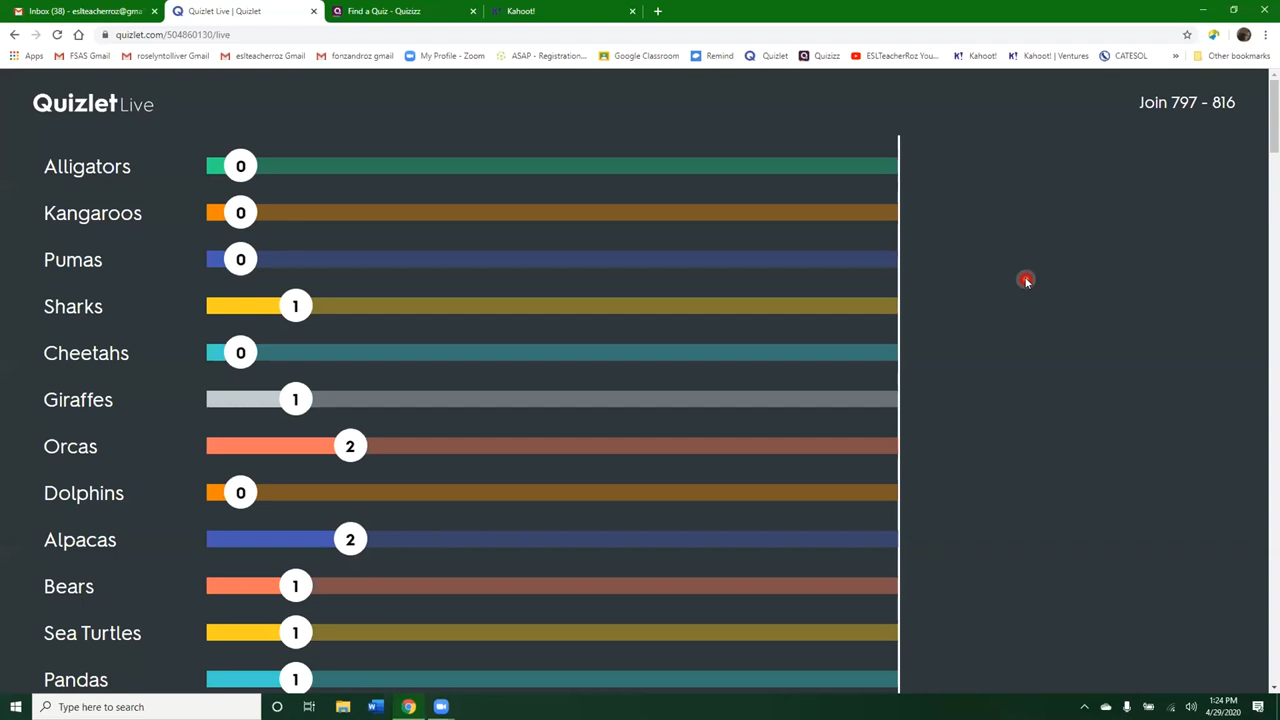 Inbox (38) - eslteacherroz@gma
Quizlet Live | Quizlet
Find a Quiz - Quizizz
Kahoot!
quizlet.com/504860130/live
Apps
FSAS Gmail
roselyntolliver Gmail
eslteacherroz Gmail
fonzandroz gmail
My Profile - Zoom
ASAP - Registration...
Google Classroom
Remind
Quizlet
Quizizz
ESLTeacherRoz You...
Kahoot!
Kahoot! | Ventures
CATESOL
»
Other bookmarks
Quizlet Live
Join 797 - 816
Alligators 0
Kangaroos 0
Pumas 0
Sharks 1
Cheetahs 0
Giraffes 1
Orcas 2
Dolphins 0
Alpacas 2
Bears 1
Sea Turtles 1
Pandas 1
Type here to search
1:24 PM
4/29/2020